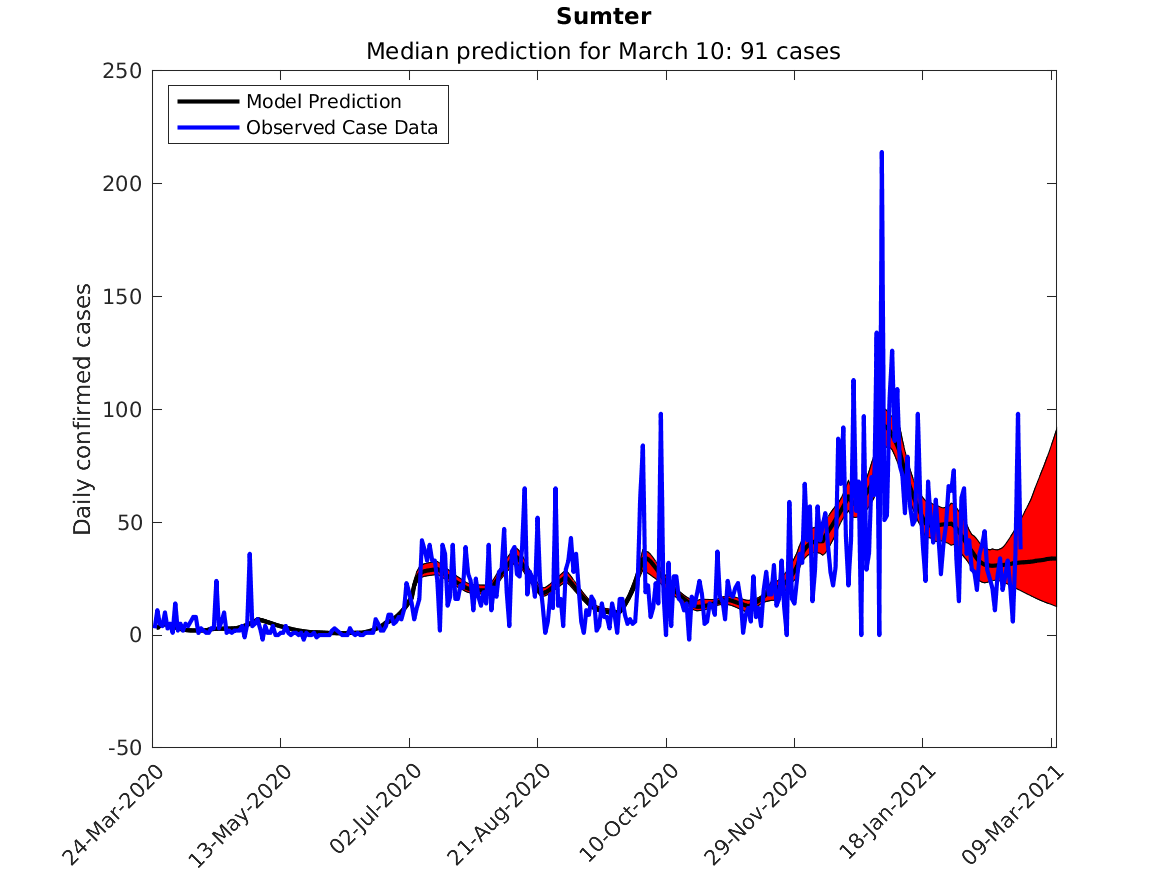 Sumter
Median prediction for March 10: 91 cases
Model Prediction
Observed Case Data
Daily confirmed cases
250
200
150
100
50
0
-50
24-Mar-2020
13-May-2020
02-Jul-2020
21-Aug-2020
10-Oct-2020
29-Nov-2020
18-Jan-2021
09-Mar-2021